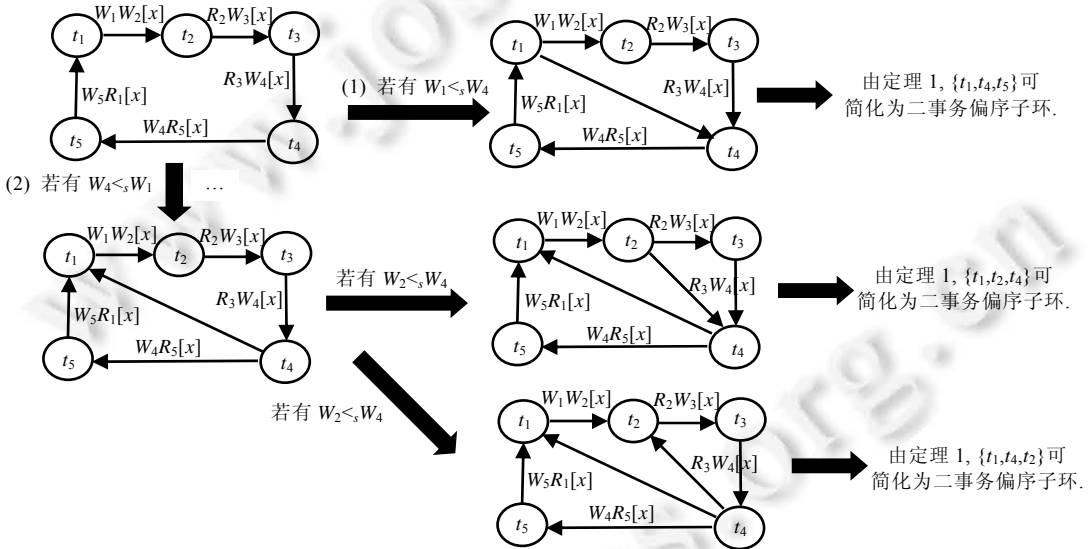 W₁W₂[x]
R₂W₃[x]
t₁
t₂
t₃
W₅R₁[x]
R₃W₄[x]
W₄R₅[x]
t₅
t₄
(1) 若有 W₁<ₛW₄
W₁W₂[x]
R₂W₃[x]
t₁
t₂
t₃
W₅R₁[x]
R₃W₄[x]
W₄R₅[x]
t₅
t₄
由定理 1, {t₁,t₄,t₅}可
简化为二事务偏序子环.
(2) 若有 W₄<ₛW₁
…
W₁W₂[x]
R₂W₃[x]
t₁
t₂
t₃
W₅R₁[x]
R₃W₄[x]
W₄R₅[x]
t₅
t₄
若有 W₂<ₛW₄
W₁W₂[x]
R₂W₃[x]
t₁
t₂
t₃
W₅R₁[x]
R₃W₄[x]
W₄R₅[x]
t₅
t₄
由定理 1, {t₁,t₂,t₄}可
简化为二事务偏序子环.
若有 W₂<ₛW₄
W₁W₂[x]
R₂W₃[x]
t₁
t₂
t₃
W₅R₁[x]
R₃W₄[x]
W₄R₅[x]
t₅
t₄
由定理 1, {t₁,t₄,t₂}可
简化为二事务偏序子环.